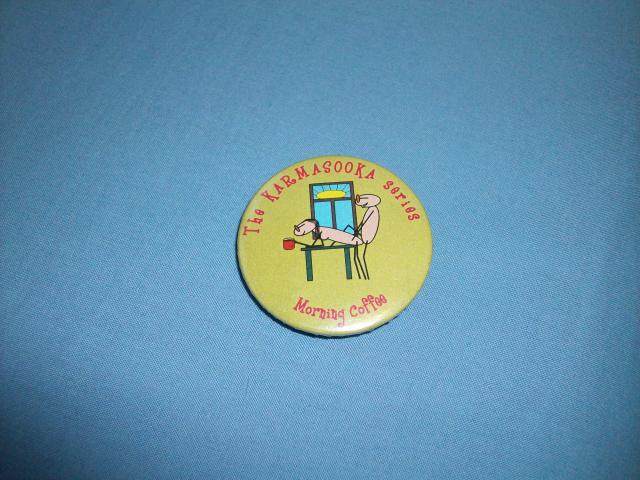 The KARMASOOKA series
Morning Coffee